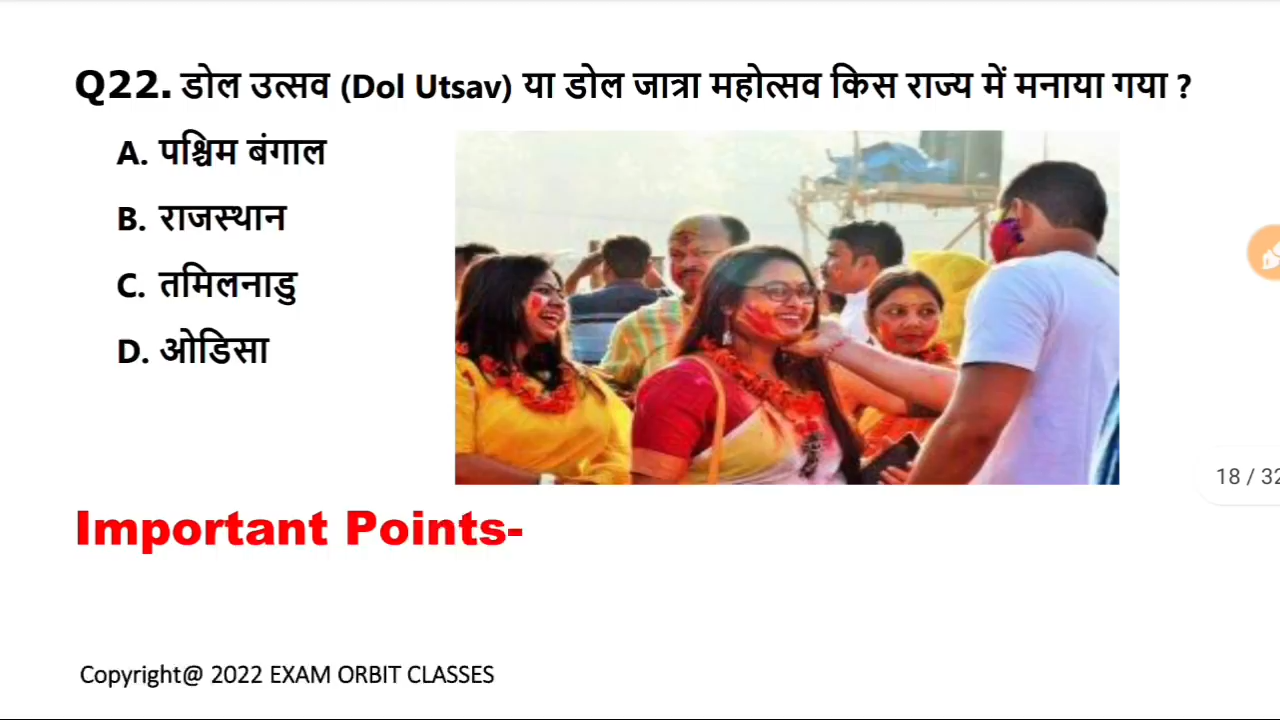 Q22. डोल उत्सव (Dol Utsav) या डोल जात्रा महोत्सव किस राज्य में मनाया गया ?
A. पश्चिम बंगाल
B. राजस्थान
C. तमिलनाडु
D. ओडिसा
18 / 32
Important Points-
Copyright@ 2022 EXAM ORBIT CLASSES